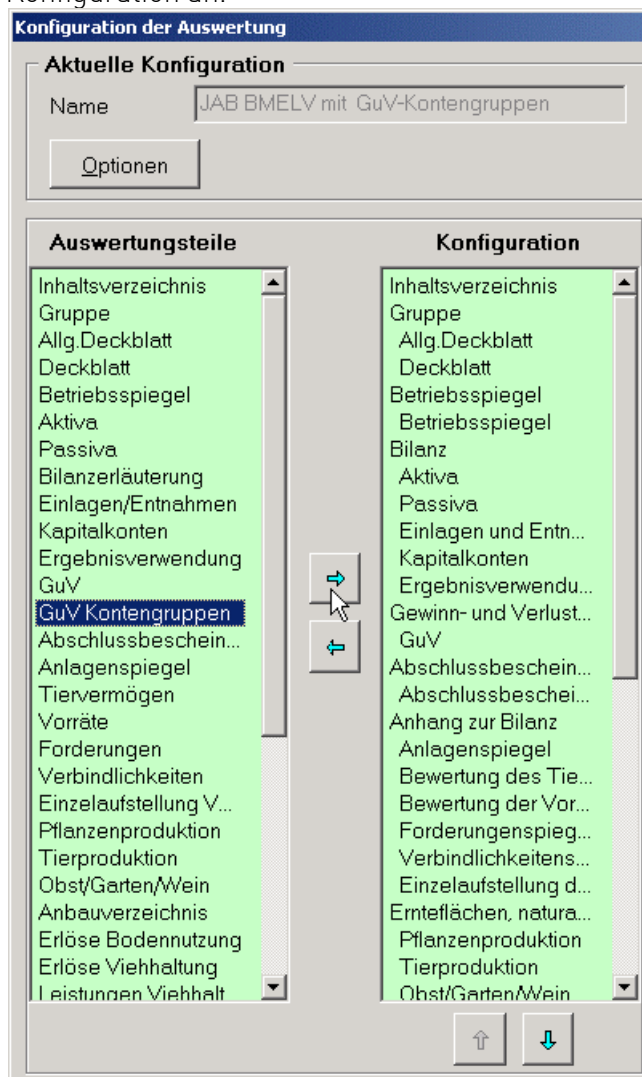 Konfiguration der Auswertung
Aktuelle Konfiguration
Name
JAB BMELV mit GuV-Kontengruppen
Optionen
Auswertungsteile
Inhaltsverzeichnis
Gruppe
Allg.Deckblatt
Deckblatt
Betriebsspiegel
Aktiva
Passiva
Bilanzerläuterung
Einlagen/Entnahmen
Kapitalkonten
Ergebnisverwendung
GuV
GuV Kontengruppen
Abschlussbeschein...
Anlagenspiegel
Tiervermögen
Vorräte
Forderungen
Verbindlichkeiten
Einzelaufstellung V...
Pflanzenproduktion
Tierproduktion
Obst/Garten/Wein
Anbauverzeichnis
Erlöse Bodennutzung
Erlöse Viehhaltung
Leistungen Viehhalt
Konfiguration
Inhaltsverzeichnis
Gruppe
Allg.Deckblatt
Deckblatt
Betriebsspiegel
Betriebsspiegel
Bilanz
Aktiva
Passiva
Einlagen und Entn...
Kapitalkonten
Ergebnisverwendu...
Gewinn- und Verlust...
GuV
Abschlussbeschein...
Abschlussbeschei...
Anhang zur Bilanz
Anlagenspiegel
Bewertung des Tie...
Bewertung der Vor...
Forderungenspieg...
Verbindlichkeitens...
Einzelaufstellung d...
Ernteflächen, natura...
Pflanzenproduktion
Tierproduktion
Obst/Garten/Wein